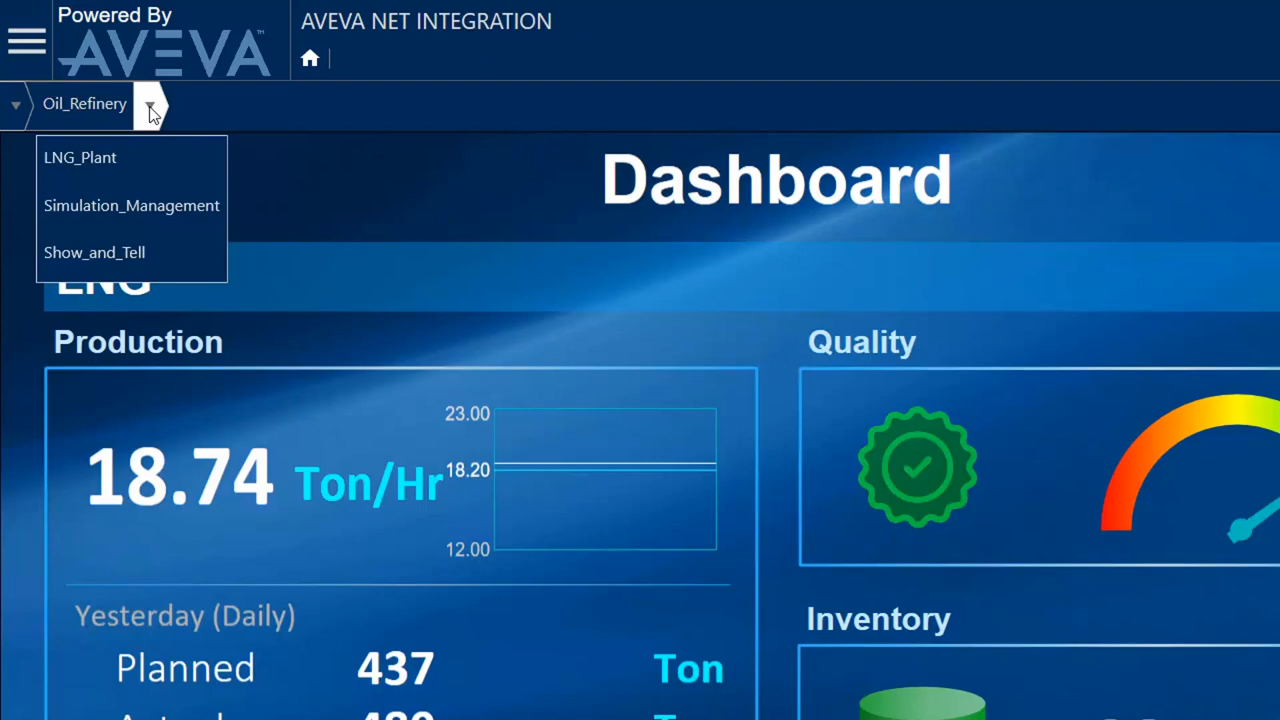 Powered By
AVEVA™
AVEVA NET INTEGRATION
Oil_Refinery
LNG_Plant
Simulation_Management
Show_and_Tell
Dashboard
LNG
Production
Quality
23.00
18.74 Ton/Hr
18.20
12.00
Yesterday (Daily)
Inventory
Planned 437 Ton